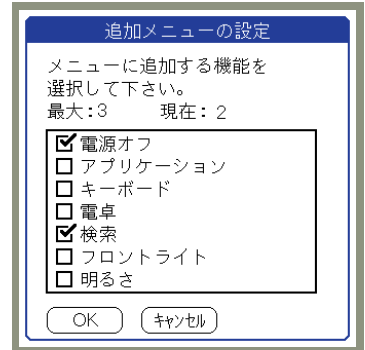 追加メニューの設定
メニューに追加する機能を
選択して下さい。
最大:3 現在: 2
電源オフ
アプリケーション
キーボード
電卓
検索
フロントライト
明るさ
OK キャンセル